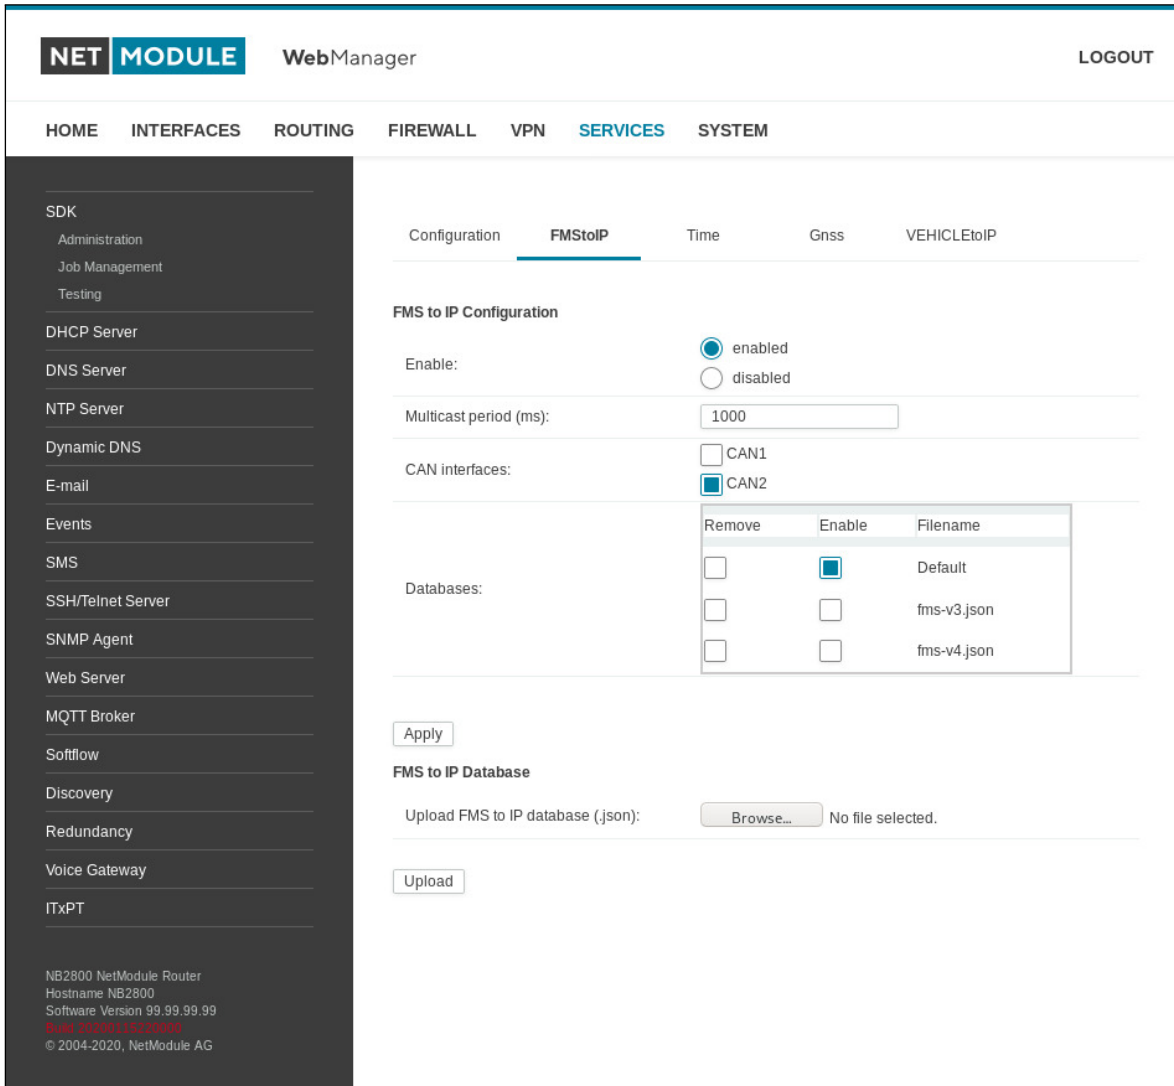 NET MODULE WebManager LOGOUT
HOME INTERFACES ROUTING FIREWALL VPN SERVICES SYSTEM
SDK
Administration
Job Management
Testing
DHCP Server
DNS Server
NTP Server
Dynamic DNS
E-mail
Events
SMS
SSH/Telnet Server
SNMP Agent
Web Server
MQTT Broker
Softflow
Discovery
Redundancy
Voice Gateway
ITxPT
NB2800 NetModule Router
Hostname NB2800
Software Version 99.99.99.99
Build
© 2004-2020, NetModule AG
Configuration FMStoIP Time Gnss VEHICLEtoIP
FMS to IP Configuration
Enable:
enabled
disabled
Multicast period (ms): 1000
CAN interfaces:
CAN1
CAN2
Databases:
Remove Enable Filename
Default
fms-v3.json
fms-v4.json
Apply
FMS to IP Database
Upload FMS to IP database (.json): Browse... No file selected.
Upload